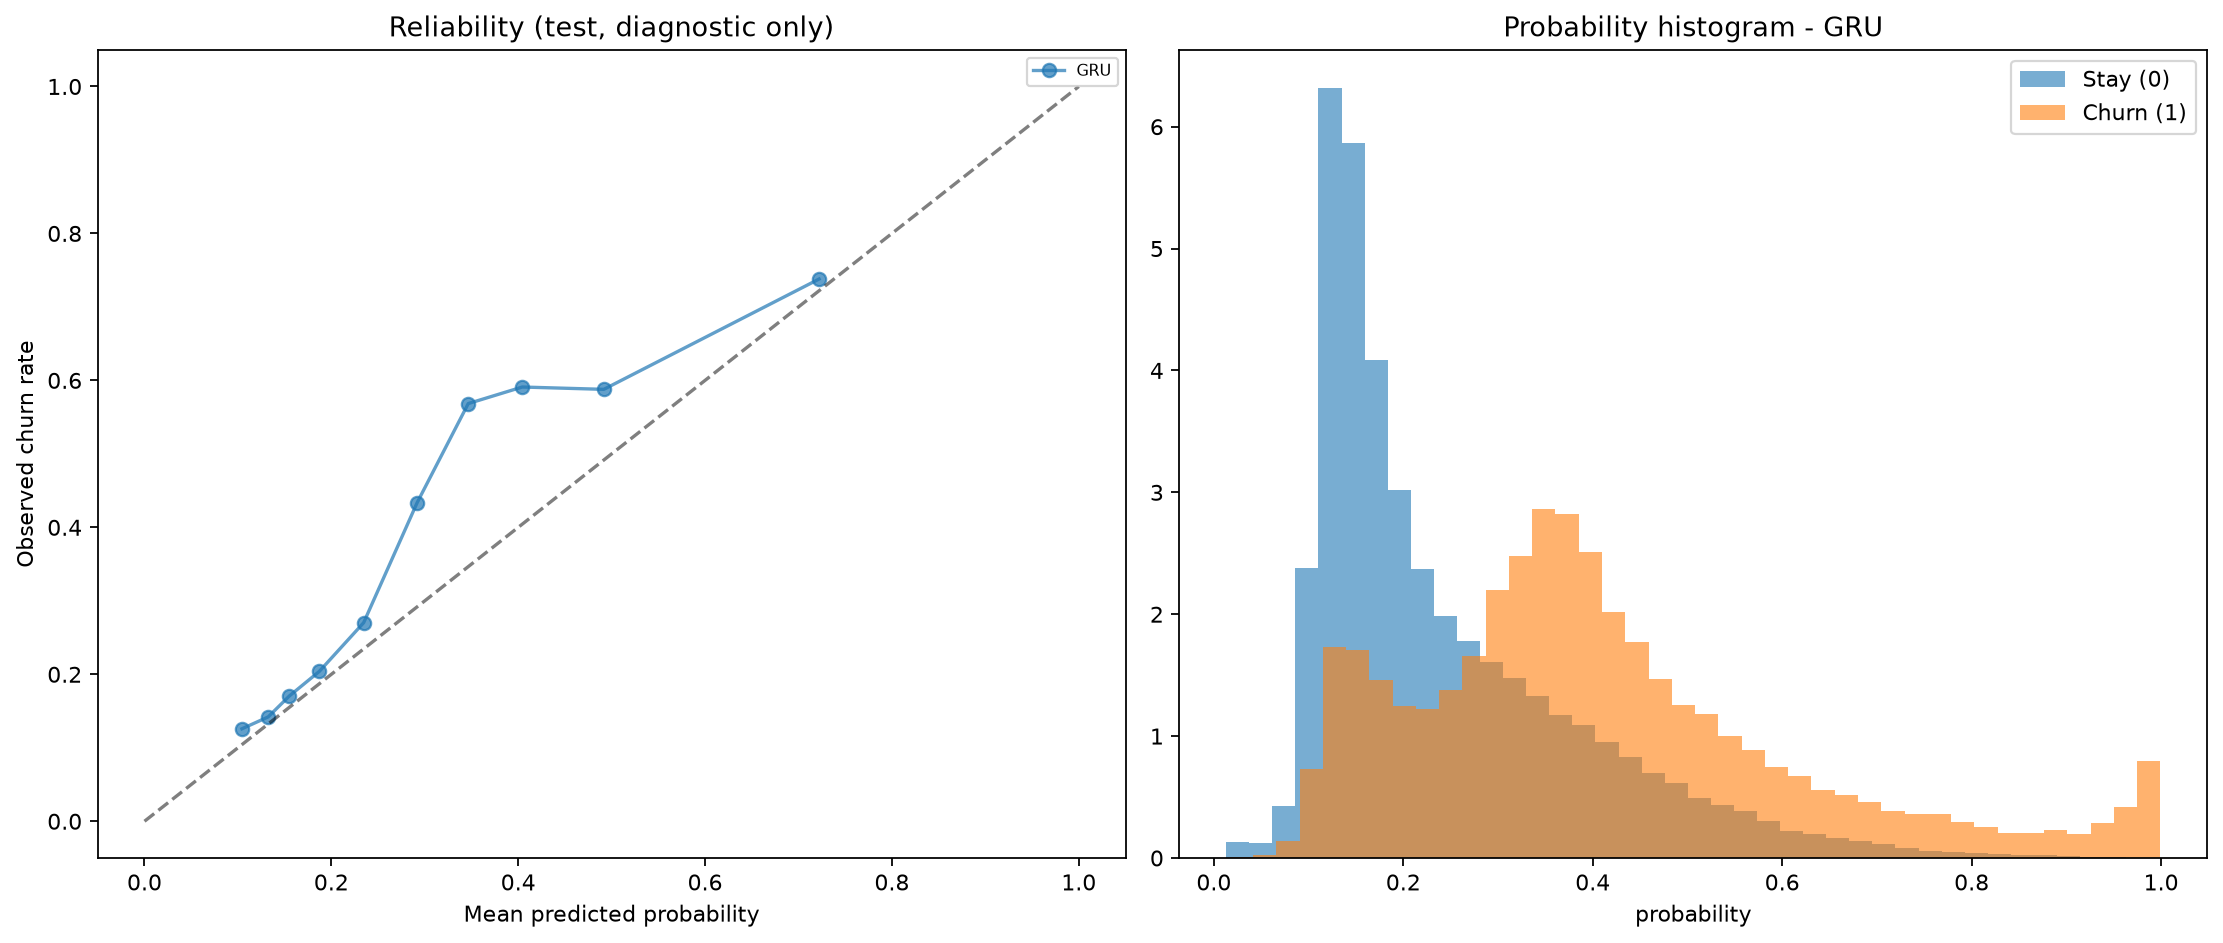 Reliability (test, diagnostic only)
GRU
1.0
0.8
0.6
0.4
0.2
0.0
Observed churn rate
0.0 0.2 0.4 0.6 0.8 1.0
Mean predicted probability
Probability histogram - GRU
Stay (0)
Churn (1)
6
5
4
3
2
1
0
0.0 0.2 0.4 0.6 0.8 1.0
probability